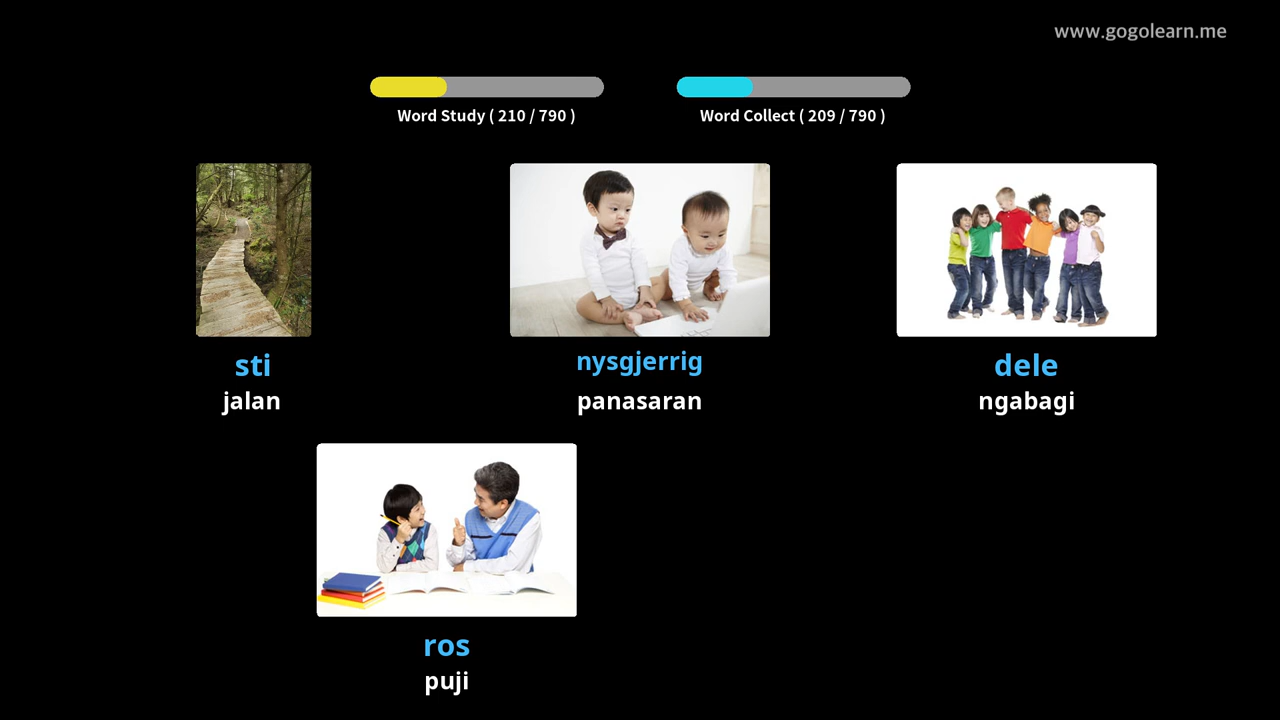 www.gogolearn.me
Word Study ( 210 / 790 )
Word Collect ( 209 / 790 )
sti
jalan
nysgjerrig
panasaran
dele
ngabagi
ros
puji